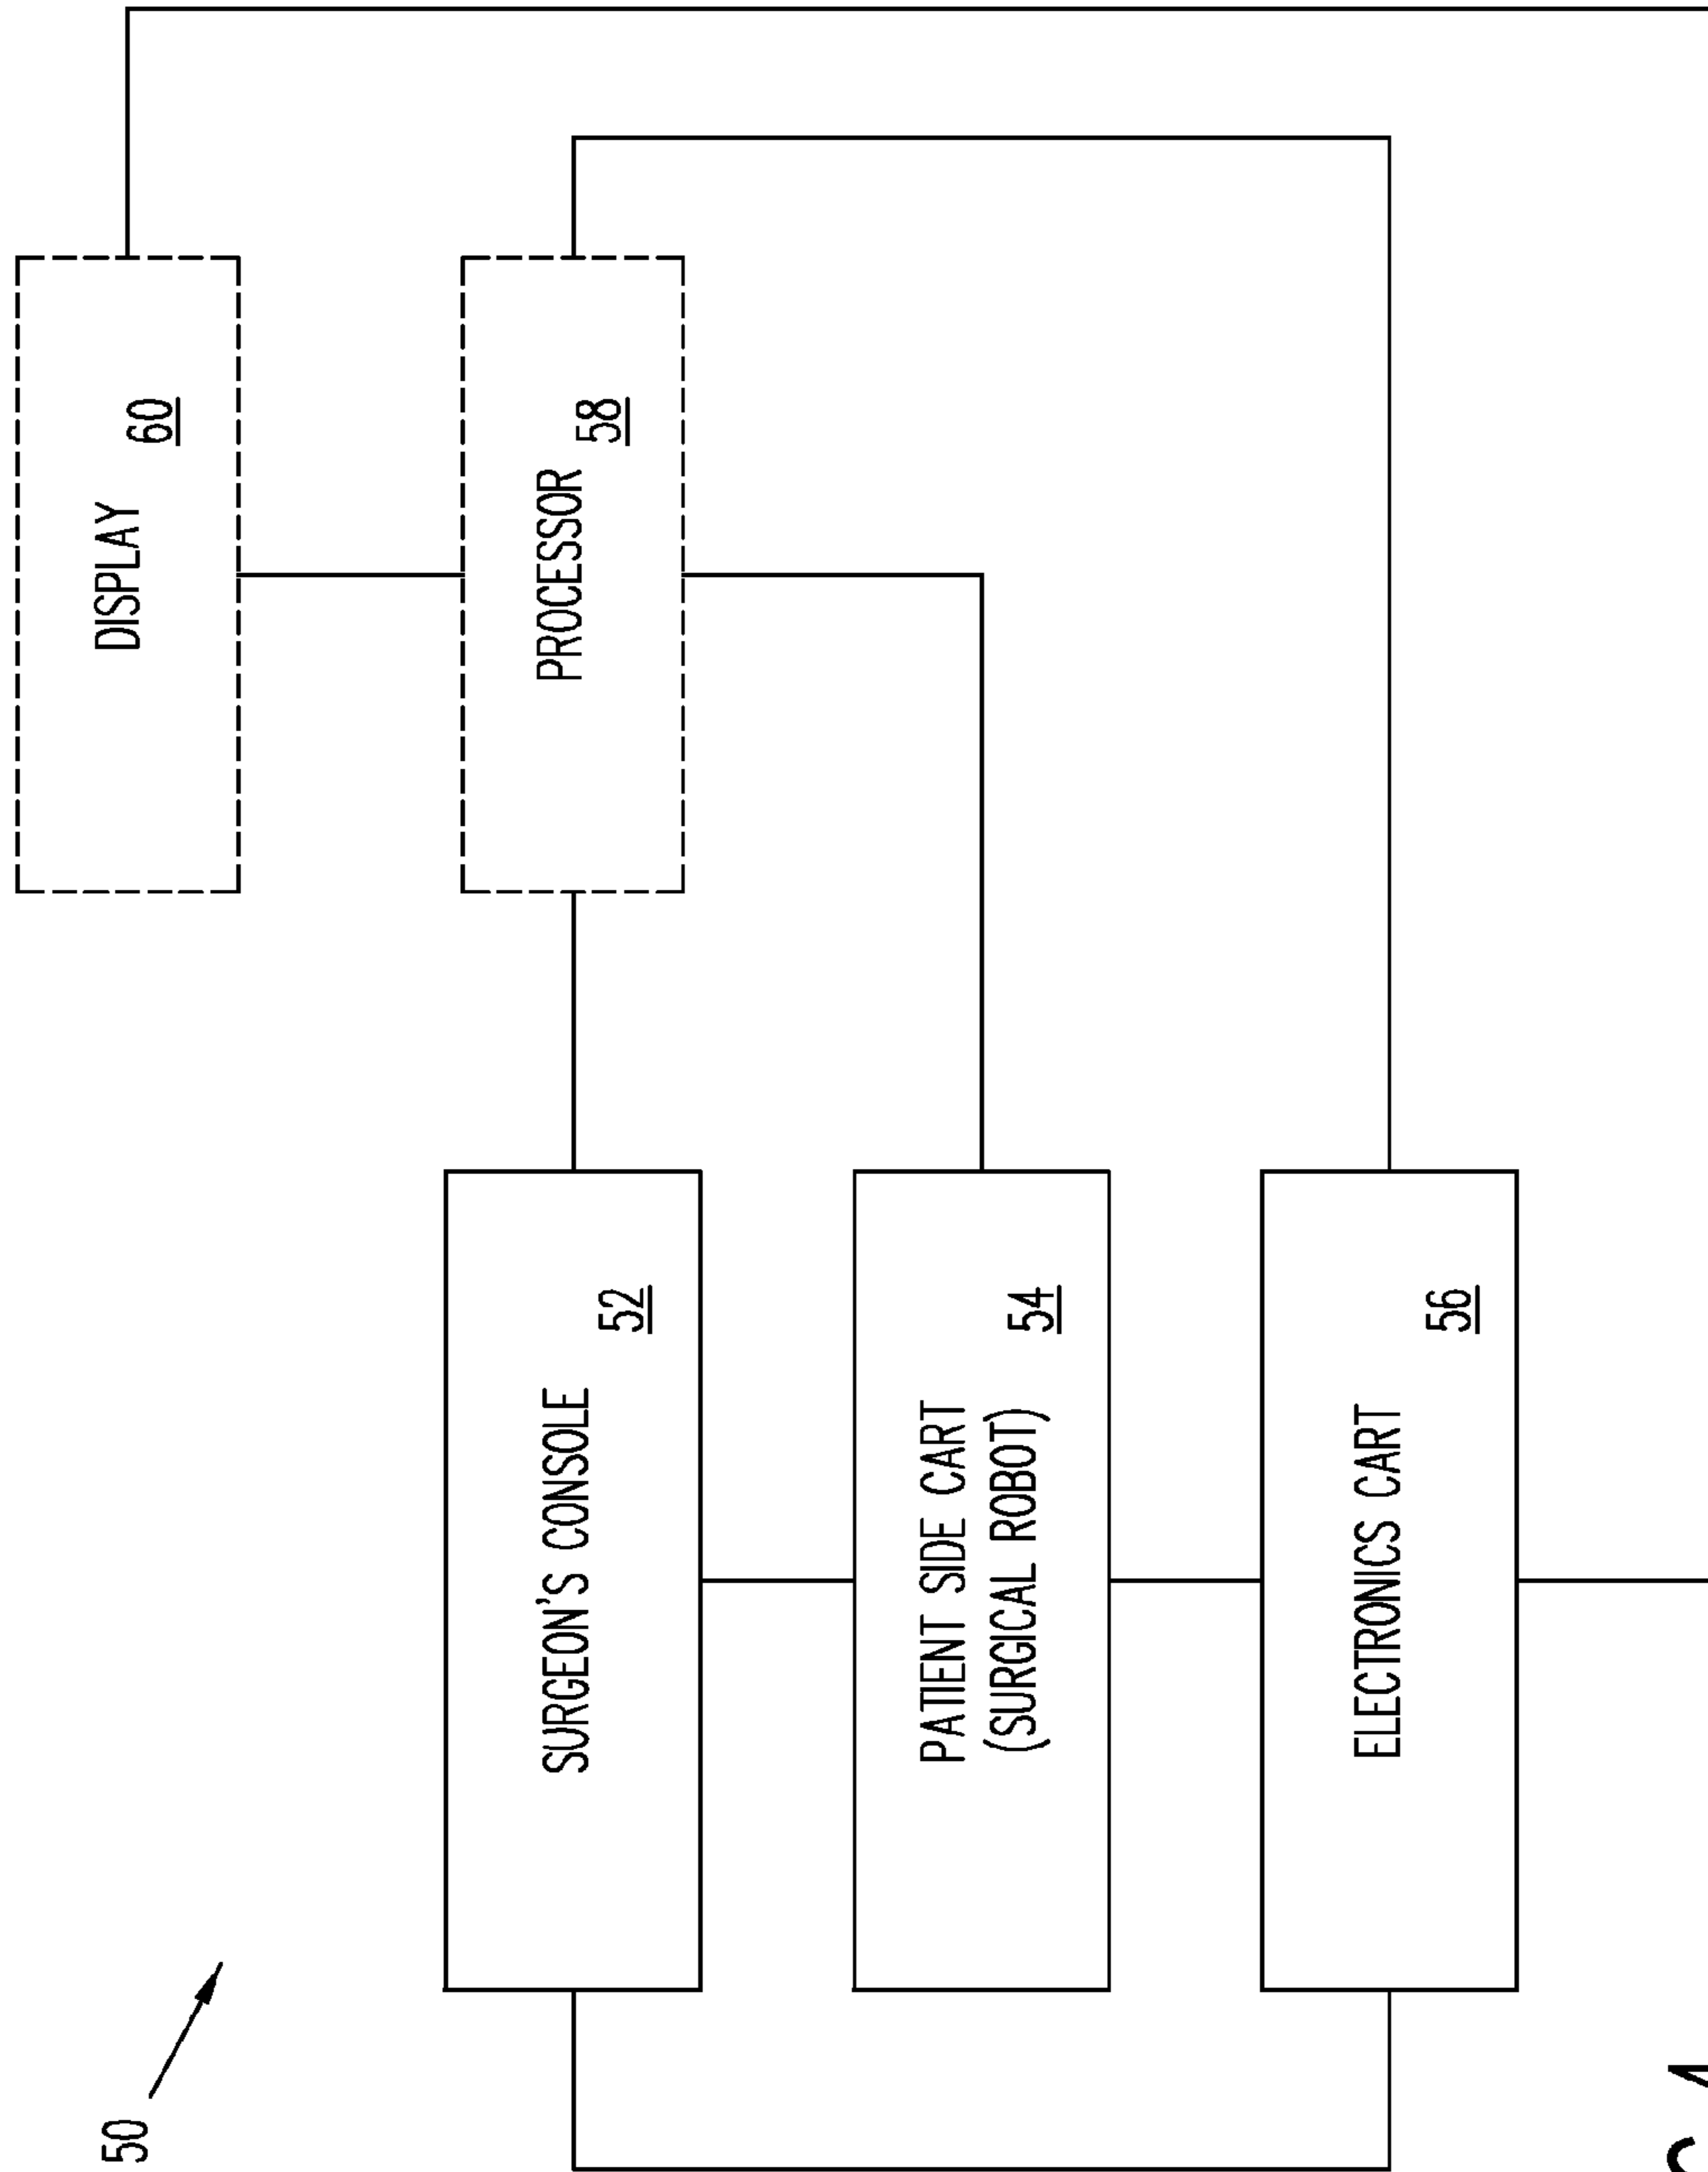 50
SURGEON'S CONSOLE
52
PATIENT SIDE CART
(SURGICAL ROBOT)
54
ELECTRONICS CART
56
DISPLAY
60
PROCESSOR
58